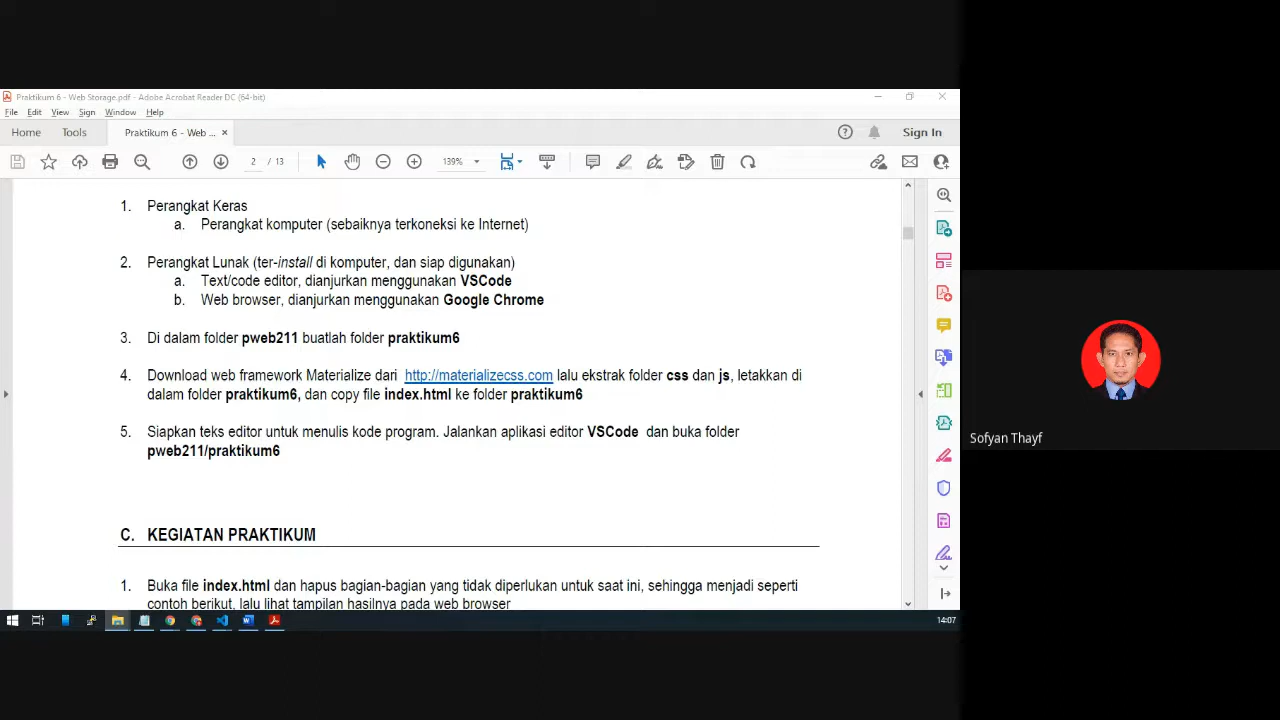 Praktikum 6 - Web Storage.pdf - Adobe Acrobat Reader DC (64-bit)
File Edit View Sign Window Help
Home Tools Praktikum 6 - Web ... × Sign In
2 / 13 139%
1. Perangkat Keras
a. Perangkat komputer (sebaiknya terkoneksi ke Internet)
2. Perangkat Lunak (ter-install di komputer, dan siap digunakan)
a. Text/code editor, dianjurkan menggunakan VSCode
b. Web browser, dianjurkan menggunakan Google Chrome
3. Di dalam folder pweb211 buatlah folder praktikum6
4. Download web framework Materialize dari http://materializecss.com lalu ekstrak folder css dan js, letakkan di
dalam folder praktikum6, dan copy file index.html ke folder praktikum6
5. Siapkan teks editor untuk menulis kode program. Jalankan aplikasi editor VSCode dan buka folder
pweb211/praktikum6
Sofyan Thayf
C. KEGIATAN PRAKTIKUM
1. Buka file index.html dan hapus bagian-bagian yang tidak diperlukan untuk saat ini, sehingga menjadi seperti
contoh berikut, lalu lihat tampilan hasilnya pada web browser
14:07